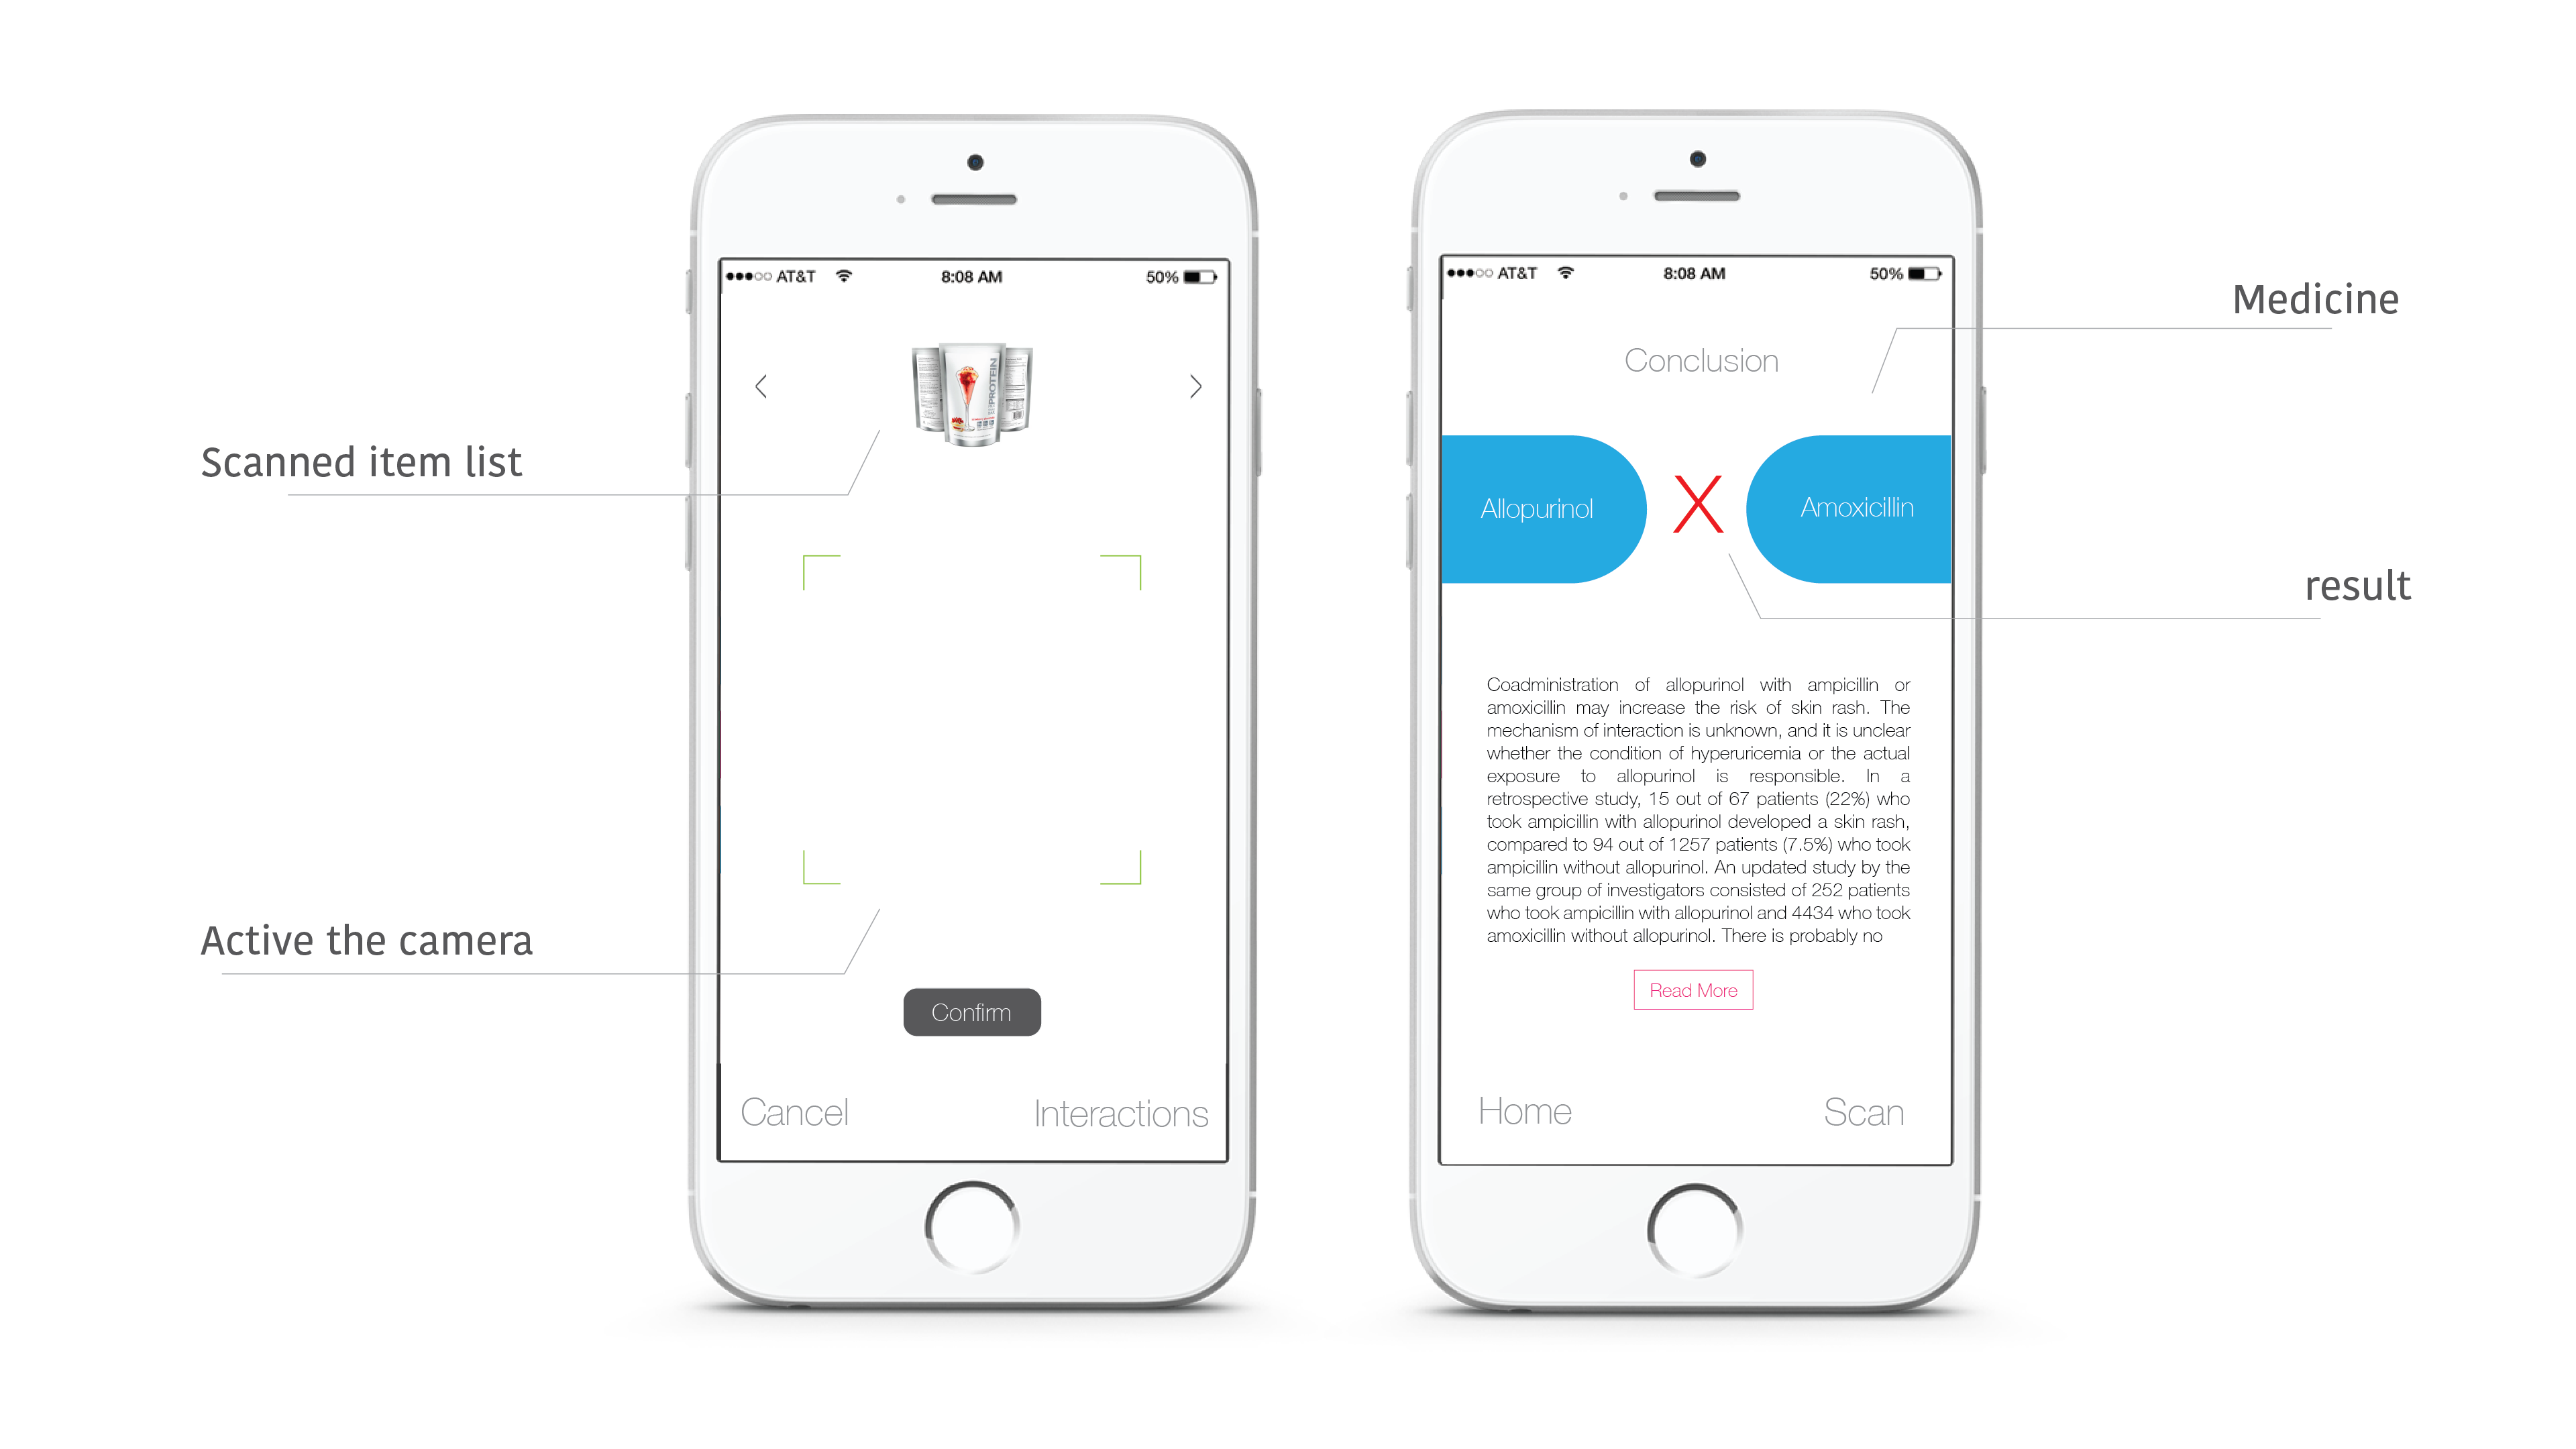 Scanned item list
Active the camera
AT&T
8:08 AM
50%
PROTEIN
Confirm
Cancel
Interactions
AT&T
8:08 AM
50%
Conclusion
Allopurinol
X
Amoxicillin
Coadministration of allopurinol with ampicillin or
amoxicillin may increase the risk of skin rash. The
mechanism of interaction is unknown, and it is unclear
whether the condition of hyperuricemia or the actual
exposure to allopurinol is responsible. In a
retrospective study, 15 out of 67 patients (22%) who
took ampicillin with allopurinol developed a skin rash,
compared to 94 out of 1257 patients (7.5%) who took
ampicillin without allopurinol. An updated study by the
same group of investigators consisted of 252 patients
who took ampicillin with allopurinol and 4434 who took
amoxicillin without allopurinol. There is probably no
Read More
Home
Scan
Medicine
result